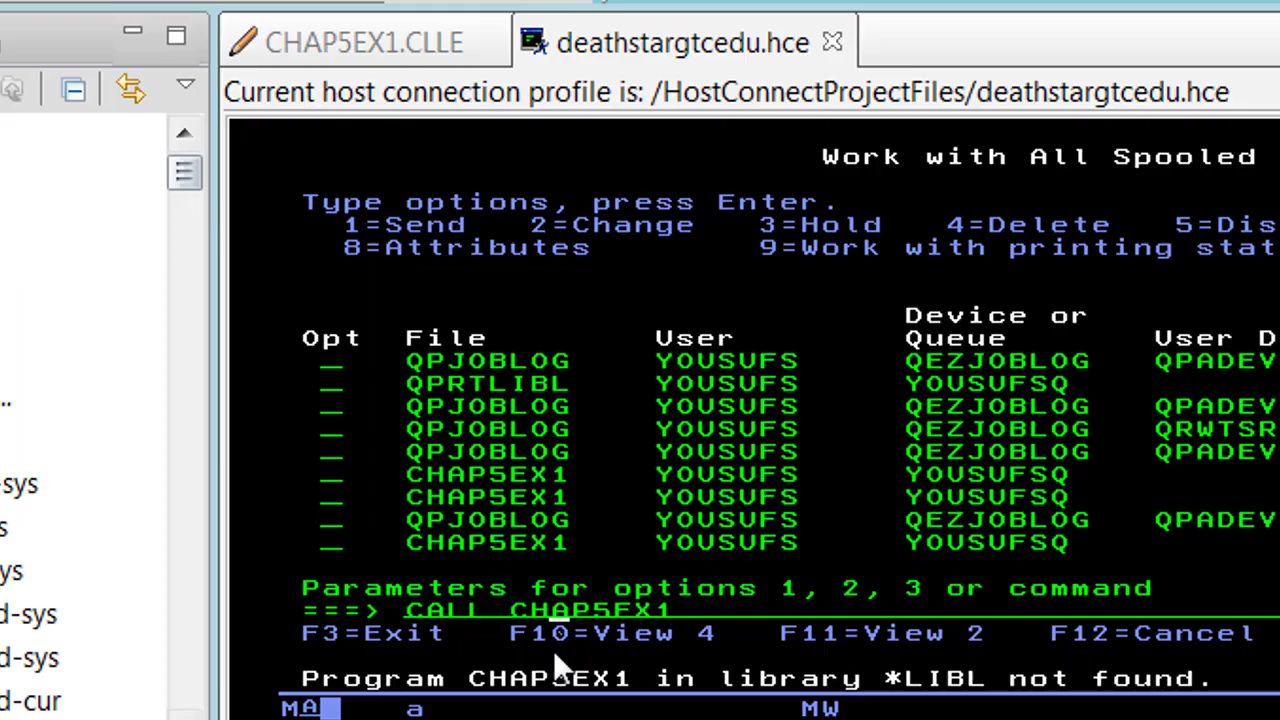 CHAP5EX1.CLLE deathstargtcedu.hce
Current host connection profile is: /HostConnectProjectFiles/deathstargtcedu.hce
Work with All Spooled
Type options, press Enter.
1=Send 2=Change 3=Hold 4=Delete 5=Dis
8=Attributes 9=Work with printing stat
Device or
Opt File User Queue User D
QPJOBLOG YOUSUFS QEZJOBLOG QPADEV
QPRTLIBL YOUSUFS YOUSUFSQ
QPJOBLOG YOUSUFS QEZJOBLOG QPADEV
..
QPJOBLOG YOUSUFS QEZJOBLOG QRWTSR
QPJOBLOG YOUSUFS QEZJOBLOG QPADEV
CHAP5EX1 YOUSUFS YOUSUFSQ
-sys
CHAP5EX1 YOUSUFS YOUSUFSQ
QPJOBLOG YOUSUFS QEZJOBLOG QPADEV
s
CHAP5EX1 YOUSUFS YOUSUFSQ
ys
Parameters for options 1, 2, 3 or command
===> CALL CHAP5EX1
d-sys
F3=Exit F10=View 4 F11=View 2 F12=Cancel
d-sys
Program CHAP5EX1 in library *LIBL not found.
d-cur
MA a MW